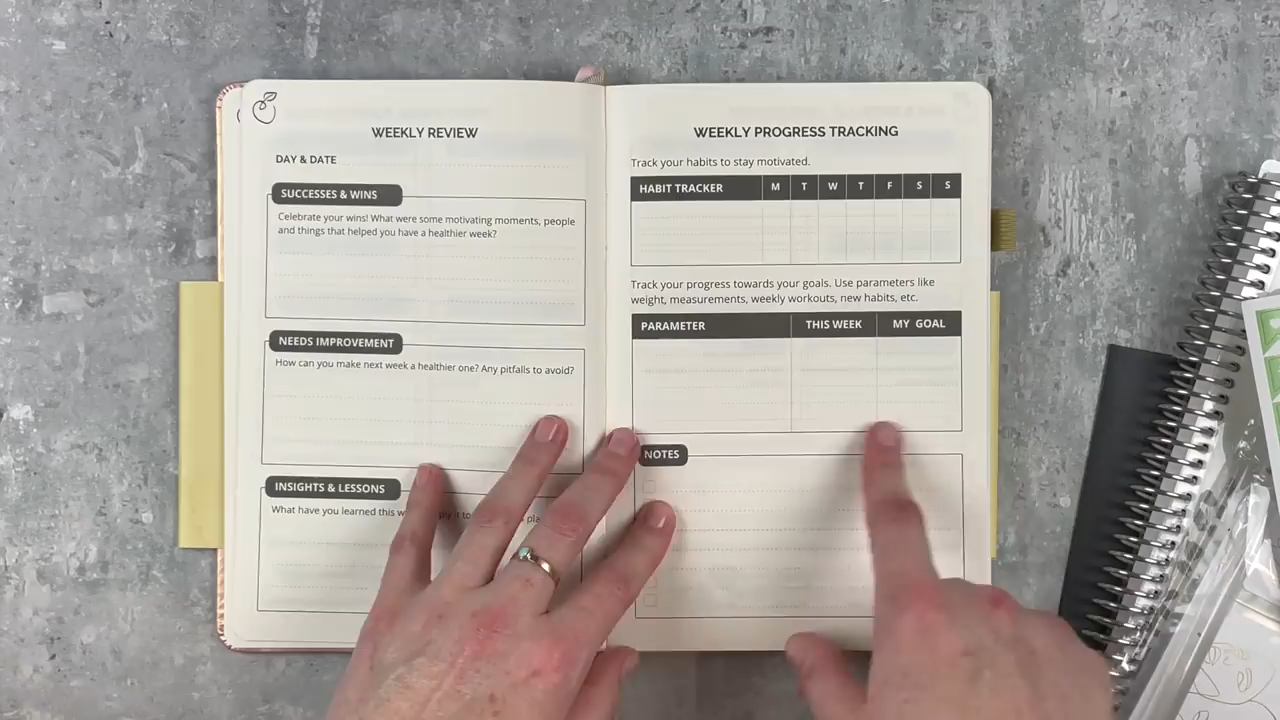 WEEKLY REVIEW
DAY & DATE
SUCCESSES & WINS
Celebrate your wins! What were some motivating moments, people
and things that helped you have a healthier week?
NEEDS IMPROVEMENT
How can you make next week a healthier one? Any pitfalls to avoid?
INSIGHTS & LESSONS
What have you learned this
WEEKLY PROGRESS TRACKING
Track your habits to stay motivated.
HABIT TRACKER M T W T F S S
Track your progress towards your goals. Use parameters like
weight, measurements, weekly workouts, new habits, etc.
PARAMETER THIS WEEK MY GOAL
NOTES